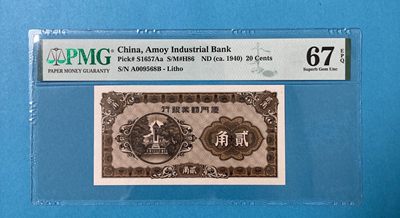 PMG
PAPER MONEY GUARANTY
China, Amoy Industrial Bank
Pick# S1657Aa S/M#H86 ND (ca. 1940) 20 Cents
S/N A009568B - Litho
67 EPQ
Superb Gem Unc
行銀業勸門廈
角貳
角貳